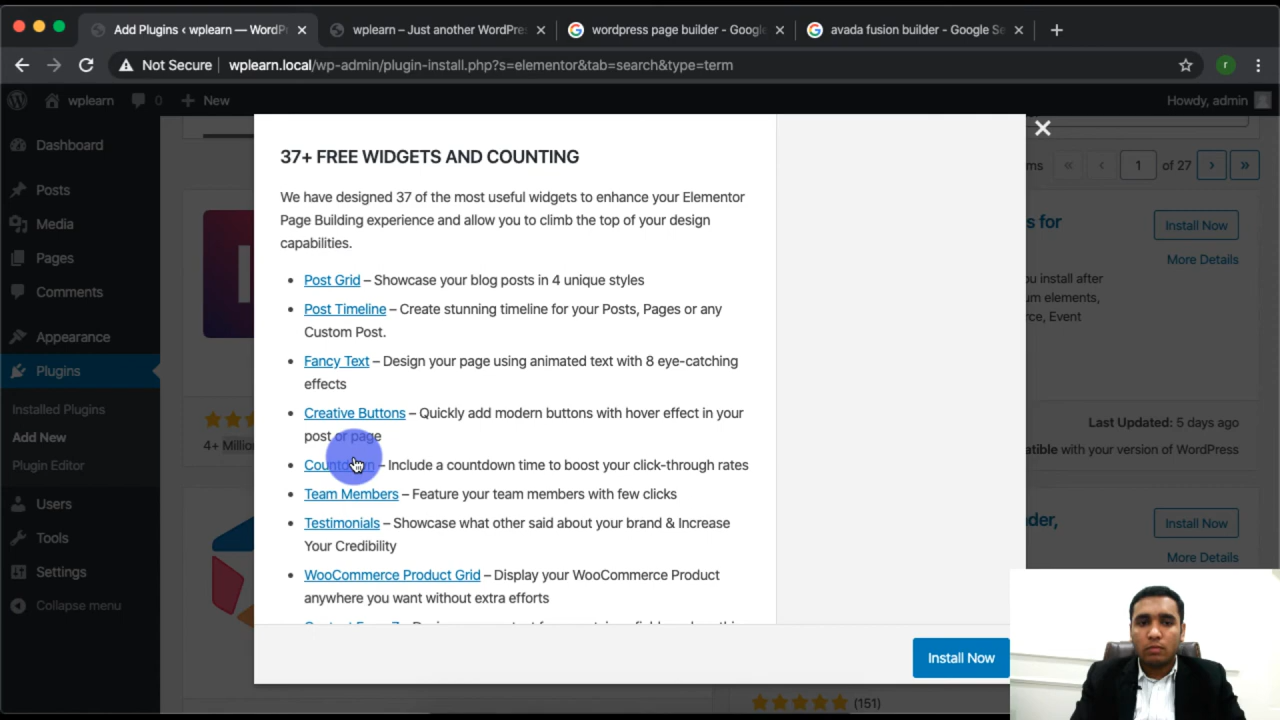 Add Plugins ‹ wplearn — WordP
wplearn – Just another WordPre
wordpress page builder - Google
avada fusion builder - Google Se
Not Secure
wplearn.local/wp-admin/plugin-install.php?s=elementor&tab=search&type=term
r
wplearn
0
New
Howdy, admin
Dashboard
Posts
Media
Pages
Comments
Appearance
Plugins
Installed Plugins
Add New
Plugin Editor
Users
Tools
Settings
Collapse menu
37+ FREE WIDGETS AND COUNTING
We have designed 37 of the most useful widgets to enhance your Elementor
Page Building experience and allow you to climb the top of your design
capabilities.
• Post Grid – Showcase your blog posts in 4 unique styles
• Post Timeline – Create stunning timeline for your Posts, Pages or any
Custom Post.
• Fancy Text – Design your page using animated text with 8 eye-catching
effects
• Creative Buttons – Quickly add modern buttons with hover effect in your
post or page
• Countdown – Include a countdown time to boost your click-through rates
• Team Members – Feature your team members with few clicks
• Testimonials – Showcase what other said about your brand & Increase
Your Credibility
• WooCommerce Product Grid – Display your WooCommerce Product
anywhere you want without extra efforts
Install Now
ms « ‹ 1 of 27 › »
s for
Install Now
More Details
ou install after
um elements,
rce, Event
Last Updated: 5 days ago
atible with your version of WordPress
4+ Millio
der,
Install Now
More Details
(151)